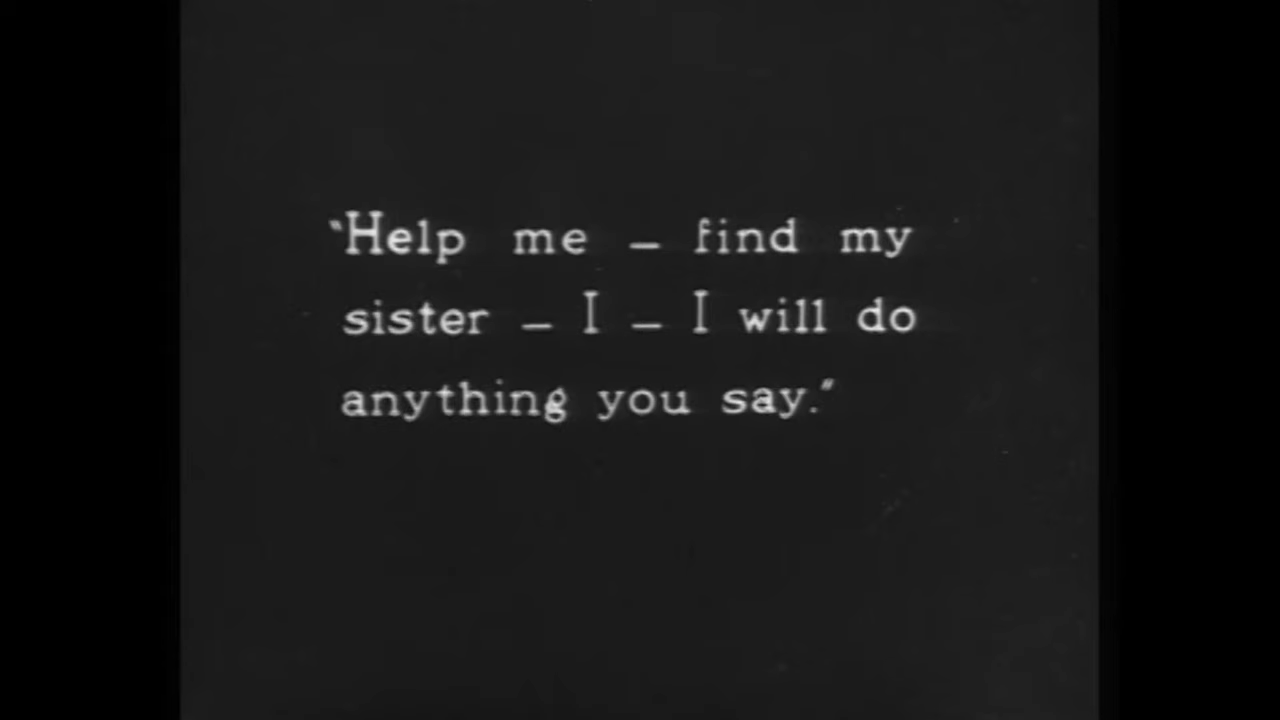 "Help me – find my
sister – I – I will do
anything you say."